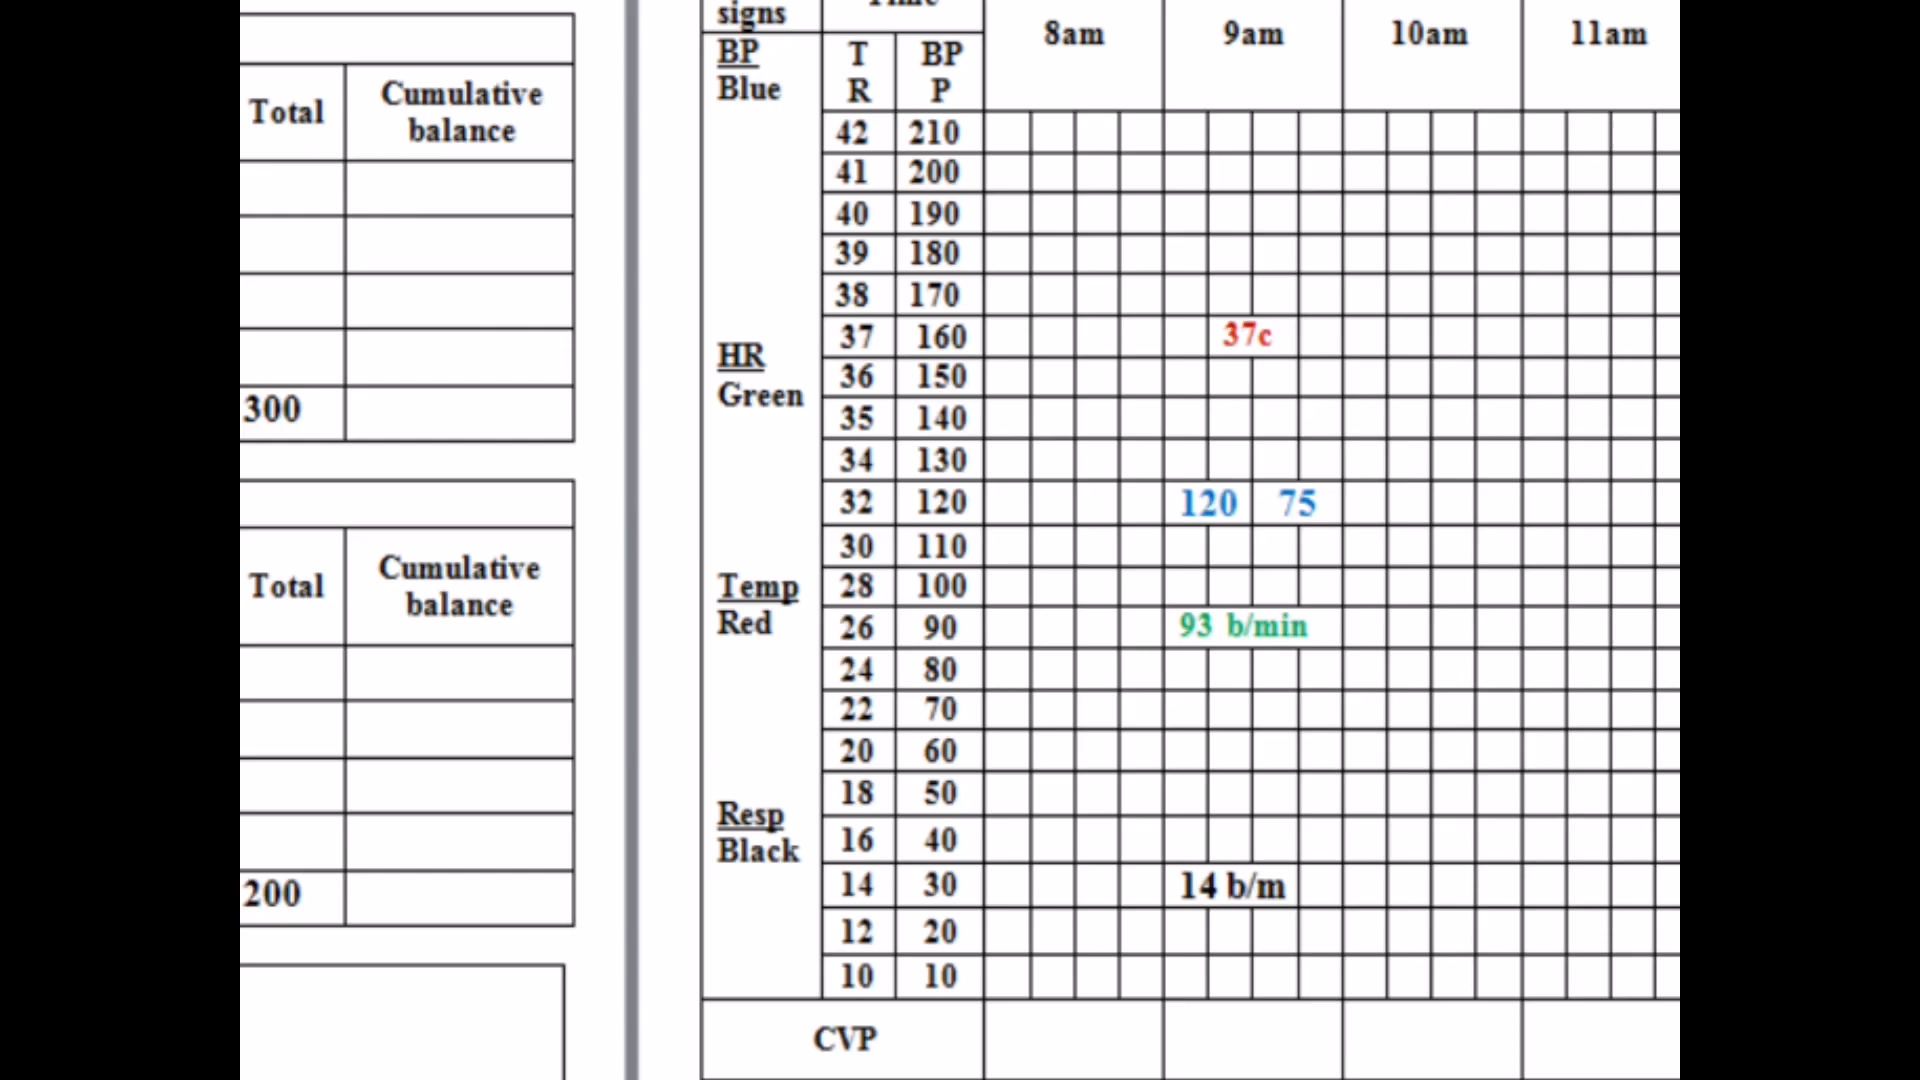 Total Cumulative balance
300
Total Cumulative balance
200
signs Time 8am 9am 10am 11am
BP Blue T R BP P
42 210
41 200
40 190
39 180
38 170
37 160 37c
HR Green
36 150
35 140
34 130
32 120 120 75
30 110
Temp Red
28 100
26 90 93 b/min
24 80
22 70
20 60
18 50
Resp Black
16 40
14 30 14 b/m
12 20
10 10
CVP